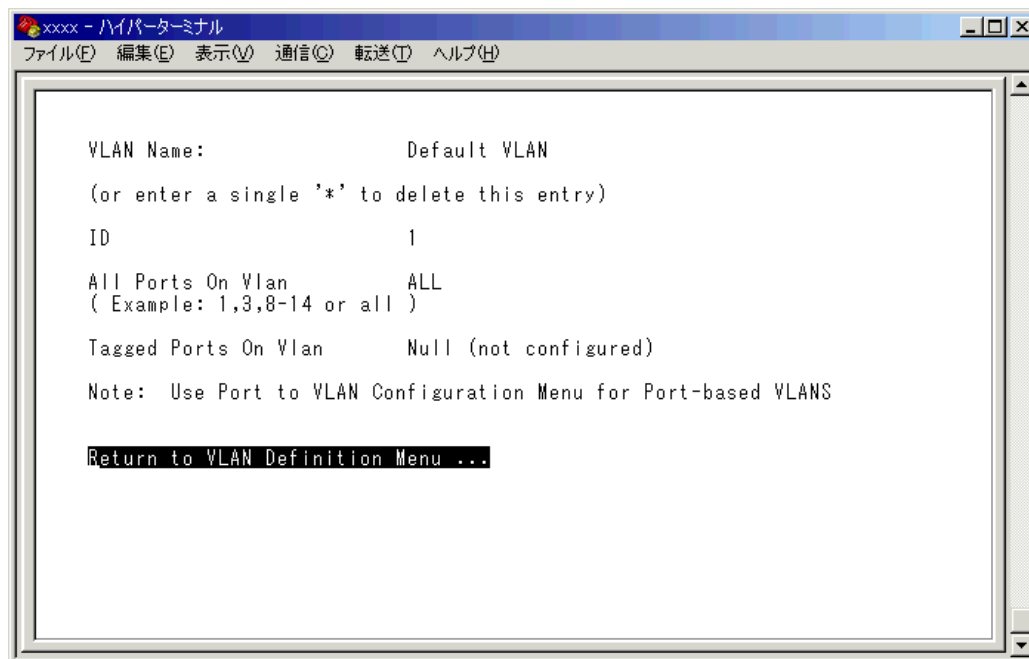 xxxx - ハイパーターミナル
ファイル(F) 編集(E) 表示(V) 通信(C) 転送(T) ヘルプ(H)
VLAN Name: Default VLAN
(or enter a single '*' to delete this entry)
ID 1
All Ports On Vlan ALL
( Example: 1,3,8-14 or all )
Tagged Ports On Vlan Null (not configured)
Note: Use Port to VLAN Configuration Menu for Port-based VLANS
Return to VLAN Definition Menu ...